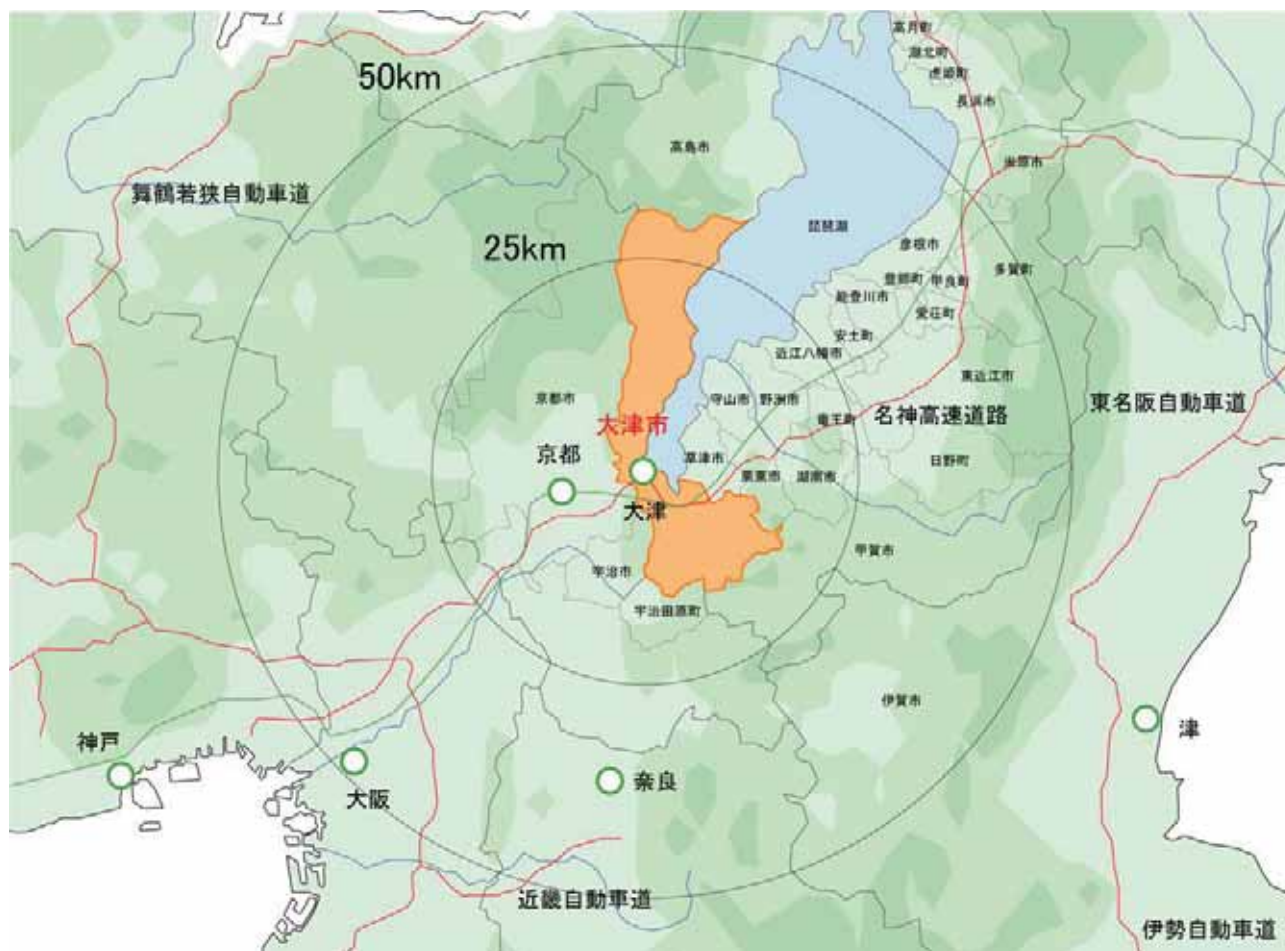 高月町
湖北町
虎姫町
長浜市
50km
米原市
高島市
舞鶴若狭自動車道
琵琶湖
25km
彦根市
多賀町
豊郷町
甲良町
能登川市
愛荘町
安土町
近江八幡市
東近江市
京都市
守山市
野洲市
東名阪自動車道
大津市
竜王町
名神高速道路
京都
草津市
日野町
栗東市
湖南市
大津
甲賀市
宇治市
宇治田原町
伊賀市
神戸
津
大阪
奈良
近畿自動車道
伊勢自動車道